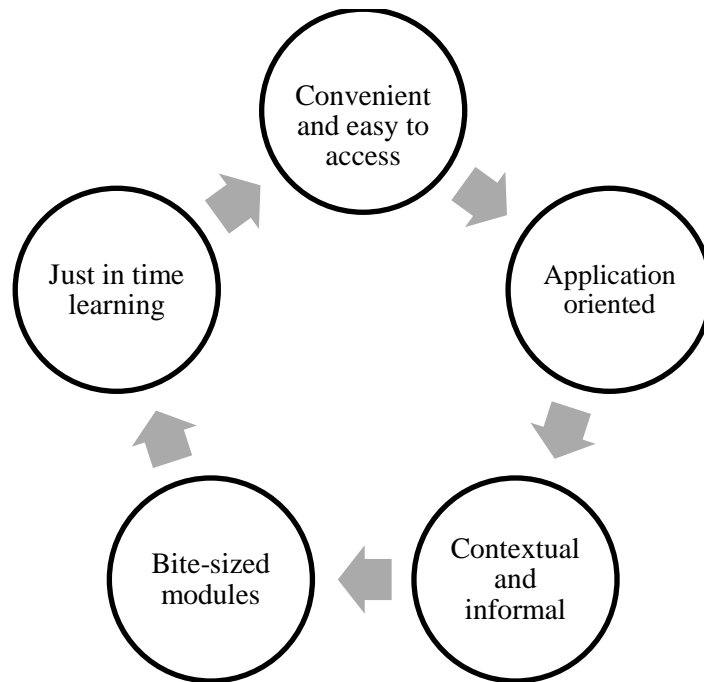 Convenient
and easy to
access
Application
oriented
Contextual
and
informal
Bite-sized
modules
Just in time
learning